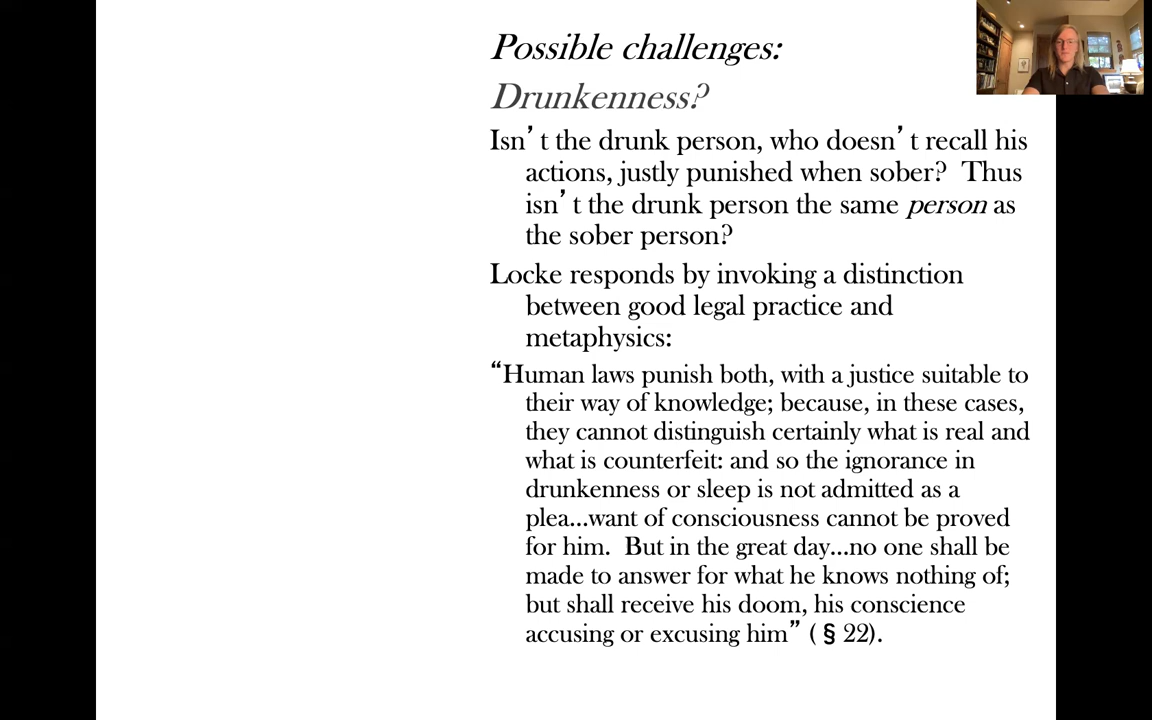 Possible challenges:
Drunkenness?
Isn’t the drunk person, who doesn’t recall his
actions, justly punished when sober?  Thus
isn’t the drunk person the same person as
the sober person?
Locke responds by invoking a distinction
between good legal practice and
metaphysics:
“Human laws punish both, with a justice suitable to
their way of knowledge; because, in these cases,
they cannot distinguish certainly what is real and
what is counterfeit: and so the ignorance in
drunkenness or sleep is not admitted as a
plea...want of consciousness cannot be proved
for him.  But in the great day...no one shall be
made to answer for what he knows nothing of;
but shall receive his doom, his conscience
accusing or excusing him” (§ 22).